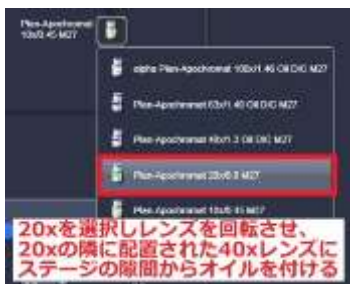 Plan-Apochromat
10x/0.45 M27
alpha Plan-Apochromat 100x/1.46 Oil DIC M27
Plan-Apochromat 63x/1.40 Oil DIC M27
Plan-Apochromat 40x/1.3 Oil DIC M27
Plan-Apochromat 20x/0.8 M27
Plan-Apochromat 10x/0.45 M27
20xを選択しレンズを回転させ、
20xの隣に配置された40xレンズに
ステージの隙間からオイルを付ける